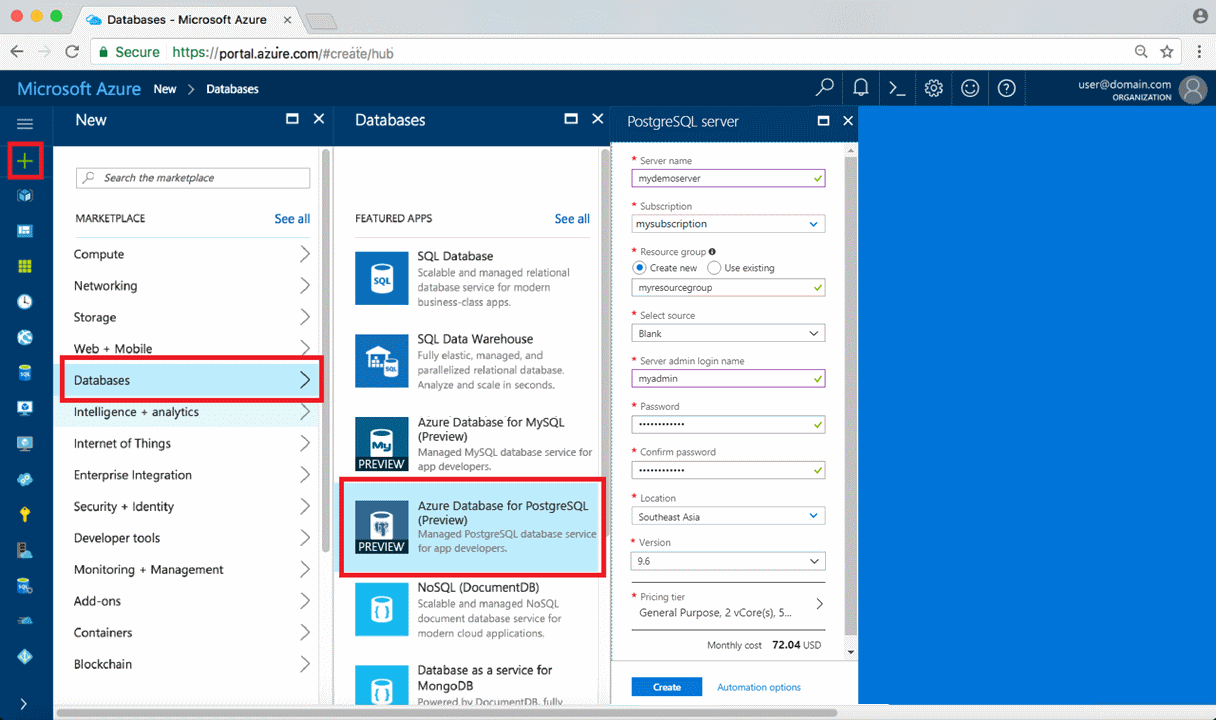 Databases - Microsoft Azure
Secure https://portal.azure.com/#create/hub
Microsoft Azure New > Databases
user@domain.com
ORGANIZATION
New
Search the marketplace
MARKETPLACE See all
Compute
Networking
Storage
Web + Mobile
Databases
Intelligence + analytics
Internet of Things
Enterprise Integration
Security + Identity
Developer tools
Monitoring + Management
Add-ons
Containers
Blockchain
Databases
FEATURED APPS See all
SQL
SQL Database
Scalable and managed relational
database service for modern
business-class apps.
SQL
SQL Data Warehouse
Fully elastic, managed, and
parallelized relational database.
Analyze and scale in seconds.
My
PREVIEW
Azure Database for MySQL
(Preview)
Managed MySQL database service for
app developers.
PREVIEW
Azure Database for PostgreSQL
(Preview)
Managed PostgreSQL database service
for app developers.
NoSQL (DocumentDB)
Scalable and managed NoSQL
document database service for
modern cloud applications.
Database as a service for
MongoDB
Powered by DocumentDB, fully
PostgreSQL server
* Server name
mydemoserver
* Subscription
mysubscription
* Resource group
Create new Use existing
myresourcegroup
* Select source
Blank
* Server admin login name
myadmin
* Password
••••••••••••
* Confirm password
••••••••••••
* Location
Southeast Asia
* Version
9.6
* Pricing tier
General Purpose, 2 vCore(s), 5...
Monthly cost 72.04 USD
Create Automation options